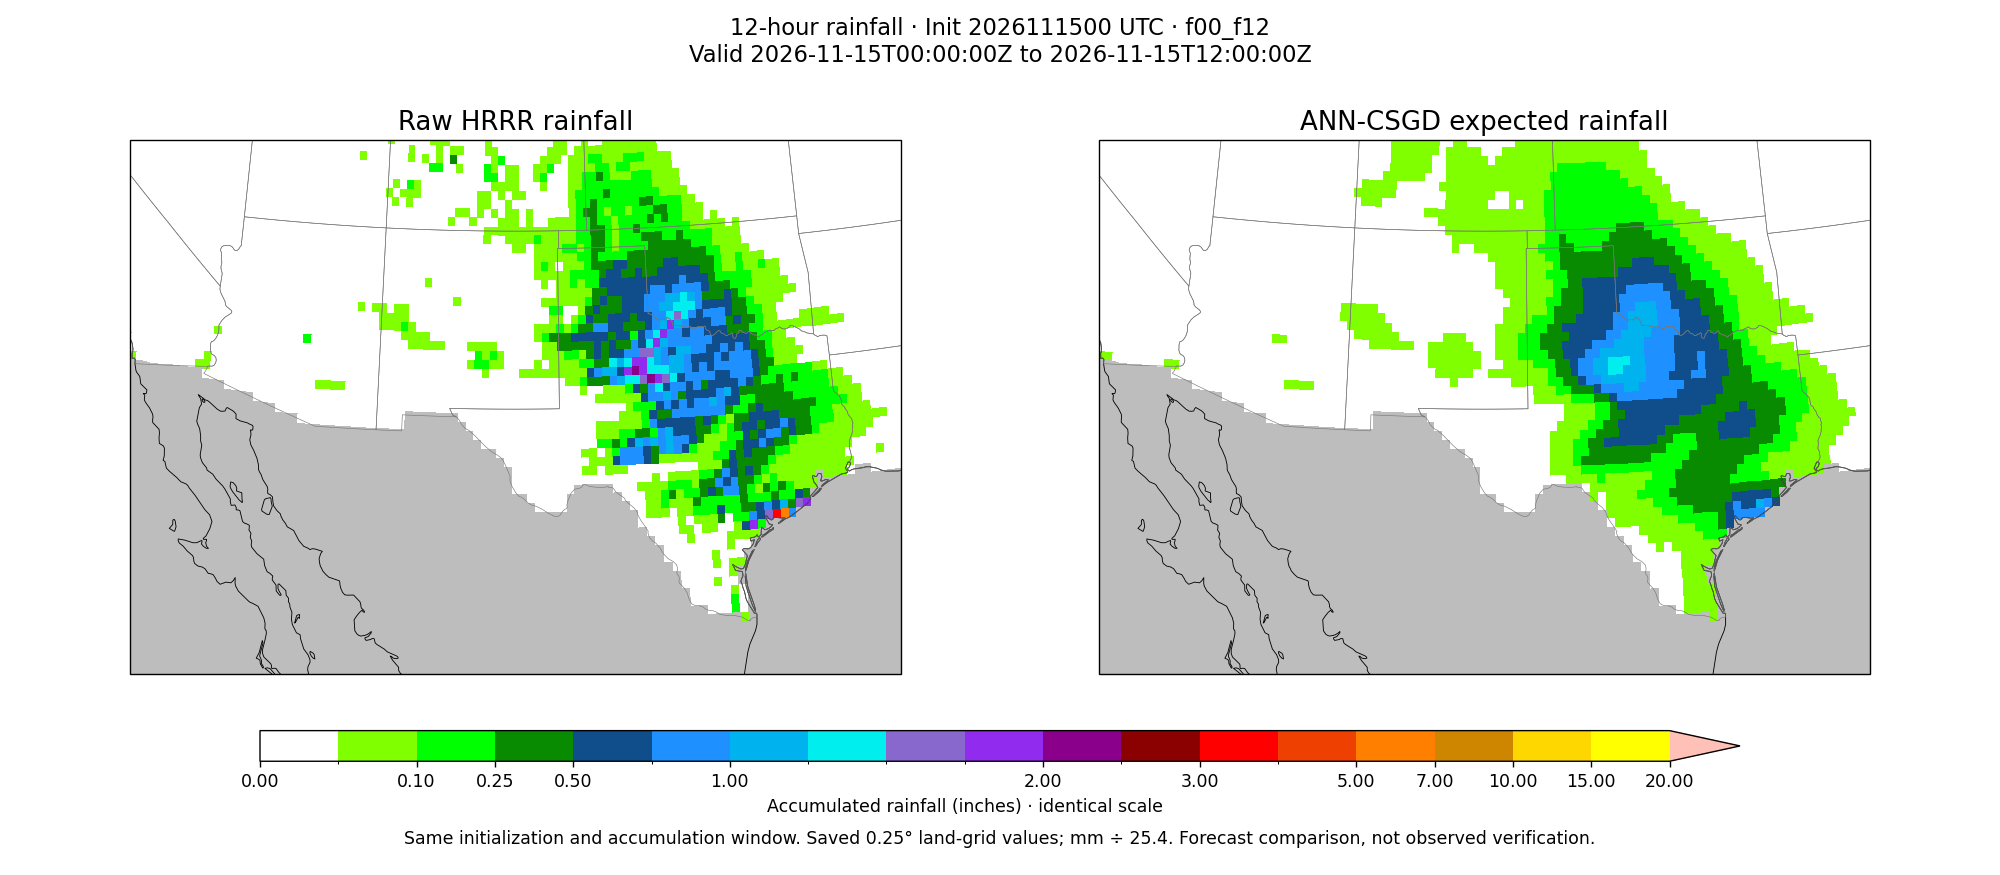 12-hour rainfall · Init 2026111500 UTC · f00_f12
Valid 2026-11-15T00:00:00Z to 2026-11-15T12:00:00Z
Raw HRRR rainfall
ANN-CSGD expected rainfall
0.00 0.10 0.25 0.50 1.00 2.00 3.00 5.00 7.00 10.00 15.00 20.00
Accumulated rainfall (inches) · identical scale
Same initialization and accumulation window. Saved 0.25° land-grid values; mm ÷ 25.4. Forecast comparison, not observed verification.